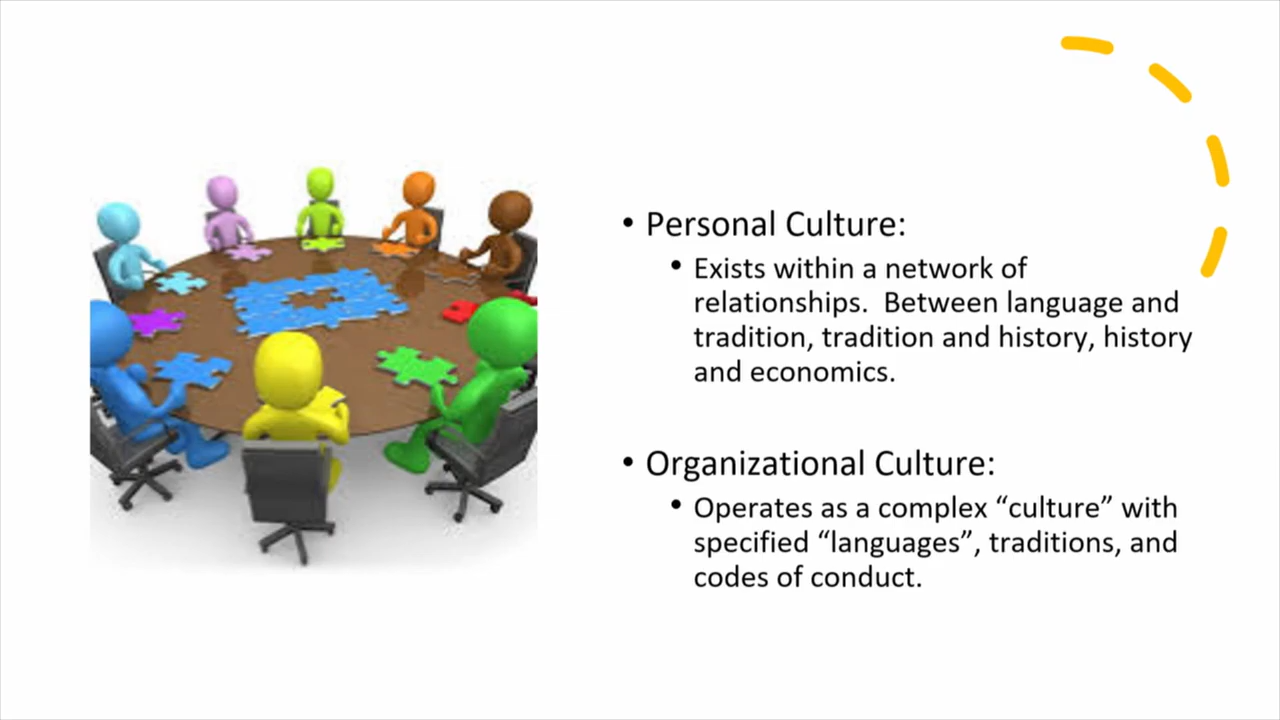 • Personal Culture:
• Exists within a network of
relationships.  Between language and
tradition, tradition and history, history
and economics.
• Organizational Culture:
• Operates as a complex “culture” with
specified “languages”, traditions, and
codes of conduct.